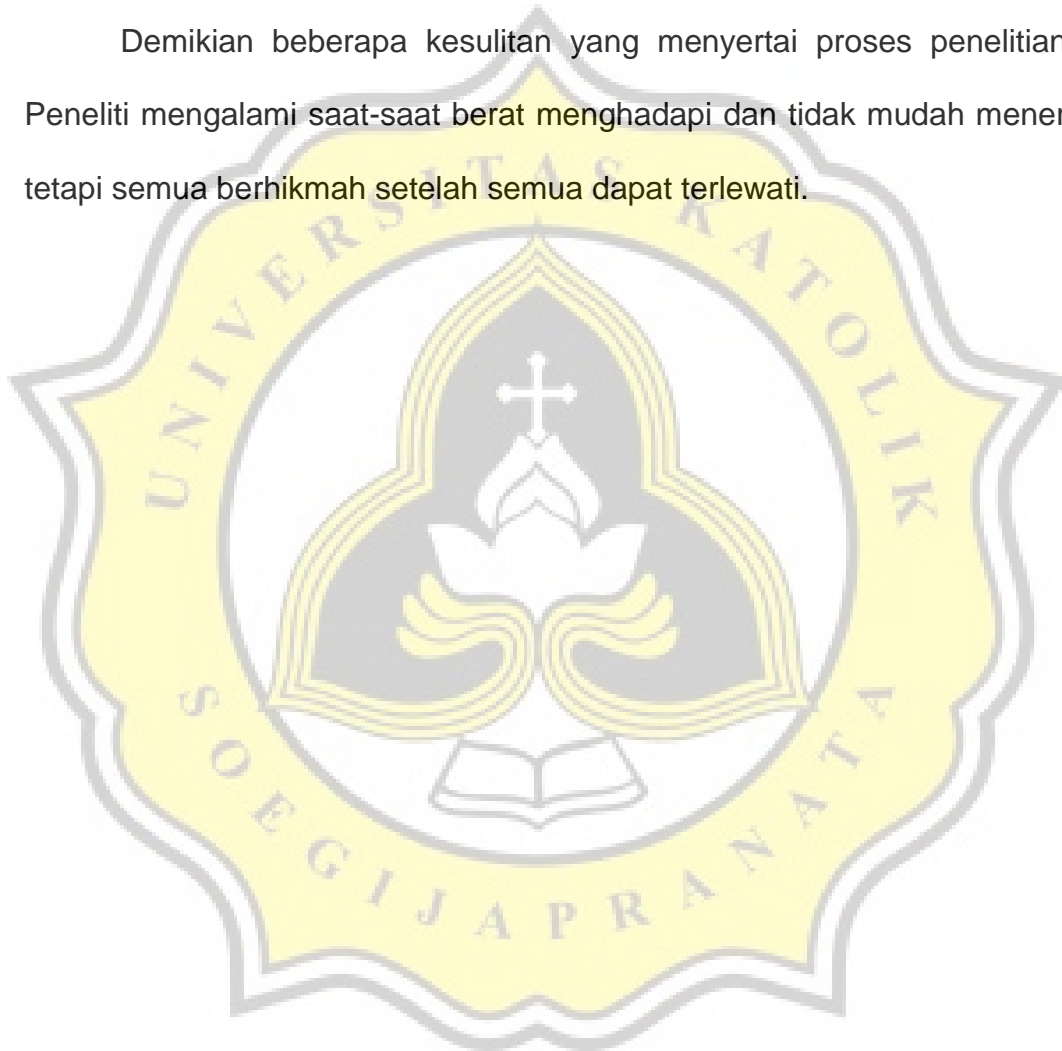 Demikian beberapa kesulitan yang menyertai proses penelitian
Peneliti mengalami saat-saat berat menghadapi dan tidak mudah
tetapi semua berhikmah setelah semua dapat terlewati.
UNIVERSITAS KATOLIK
SOEGIJAPRANATA